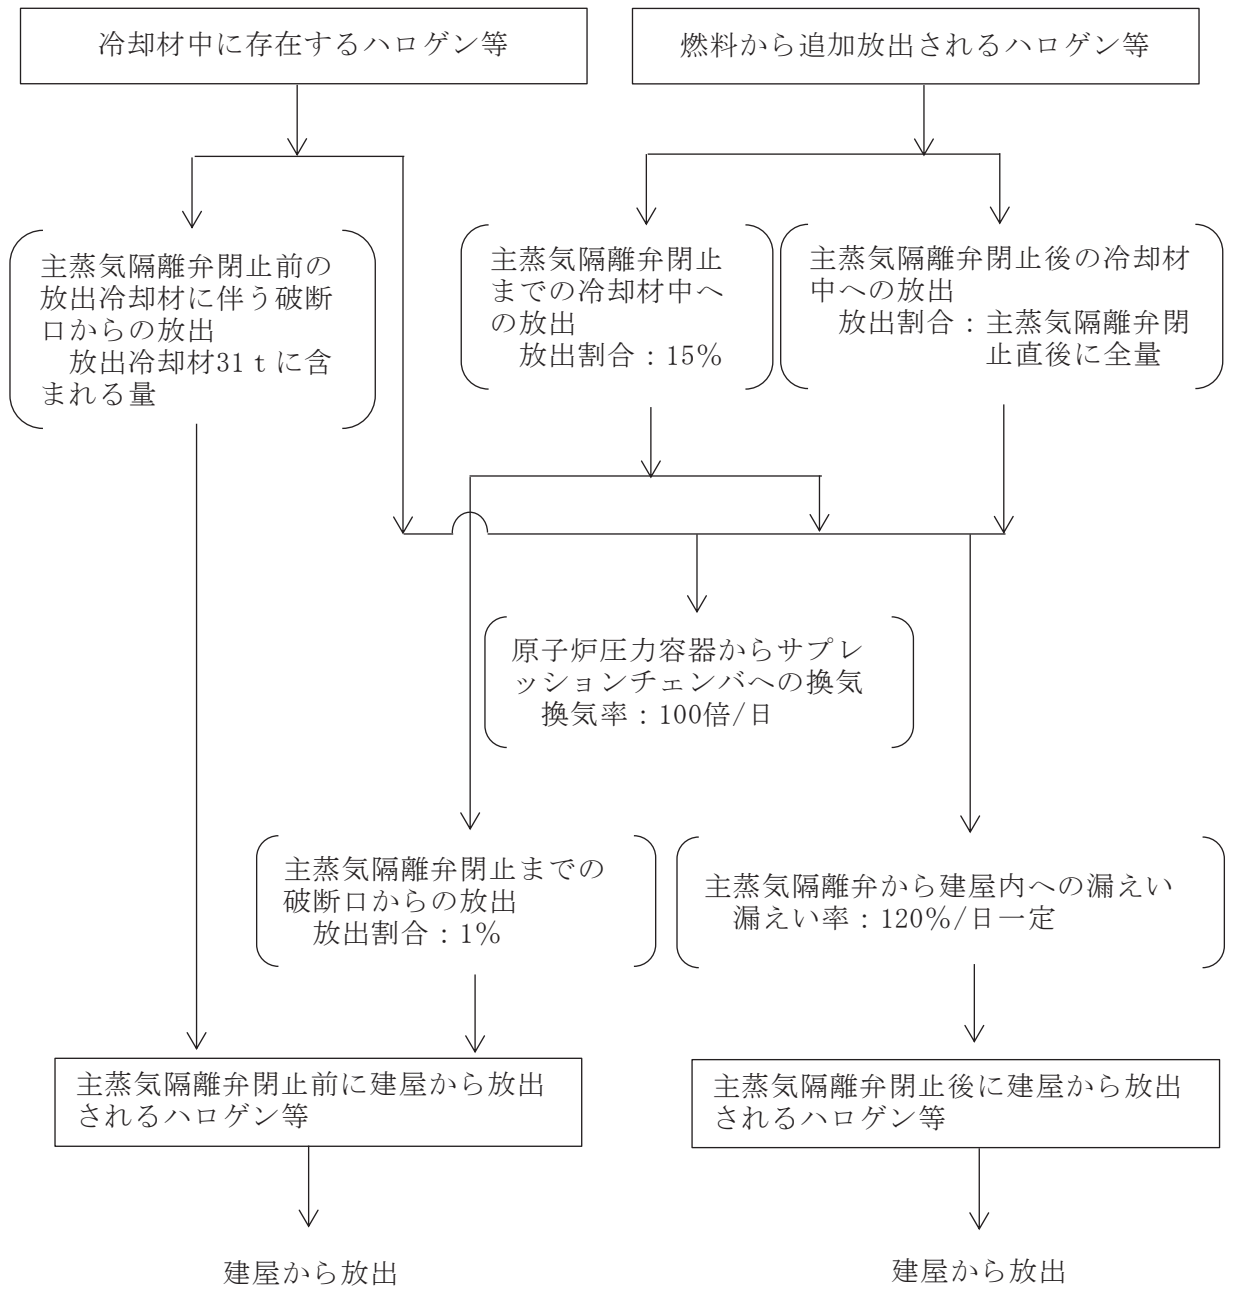 冷却材中に存在するハロゲン等
燃料から追加放出されるハロゲン等
主蒸気隔離弁閉止前の
放出冷却材に伴う破断
口からの放出
放出冷却材31ｔに含
まれる量
主蒸気隔離弁閉止
までの冷却材中へ
の放出
放出割合：15％
主蒸気隔離弁閉止後の冷却材
中への放出
放出割合：主蒸気隔離弁閉
止直後に全量
原子炉圧力容器からサプレ
ッションチェンバへの換気
換気率：100倍/日
主蒸気隔離弁閉止までの
破断口からの放出
放出割合：1％
主蒸気隔離弁から建屋内への漏えい
漏えい率：120％/日一定
主蒸気隔離弁閉止前に建屋から放出
されるハロゲン等
主蒸気隔離弁閉止後に建屋から放出
されるハロゲン等
建屋から放出
建屋から放出